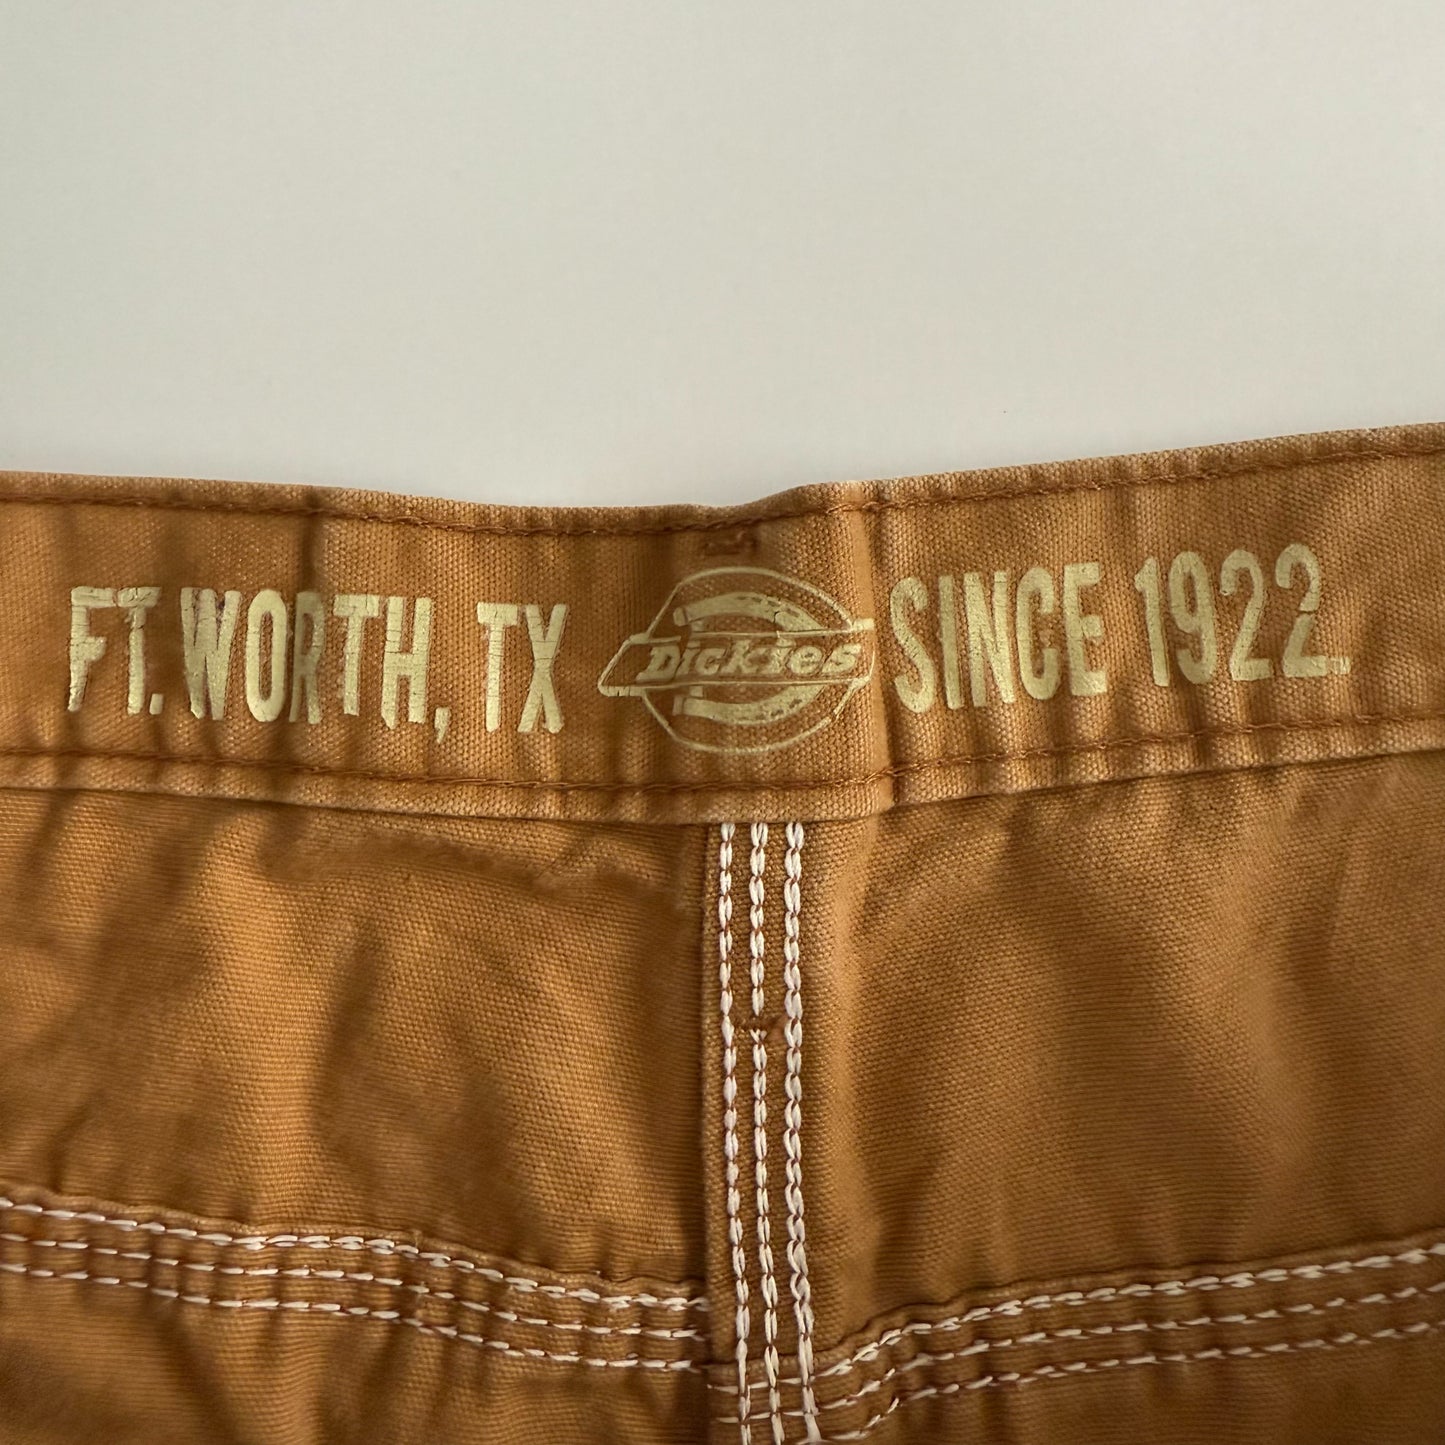 FT. WORTH, TX Dickies SINCE 1922.